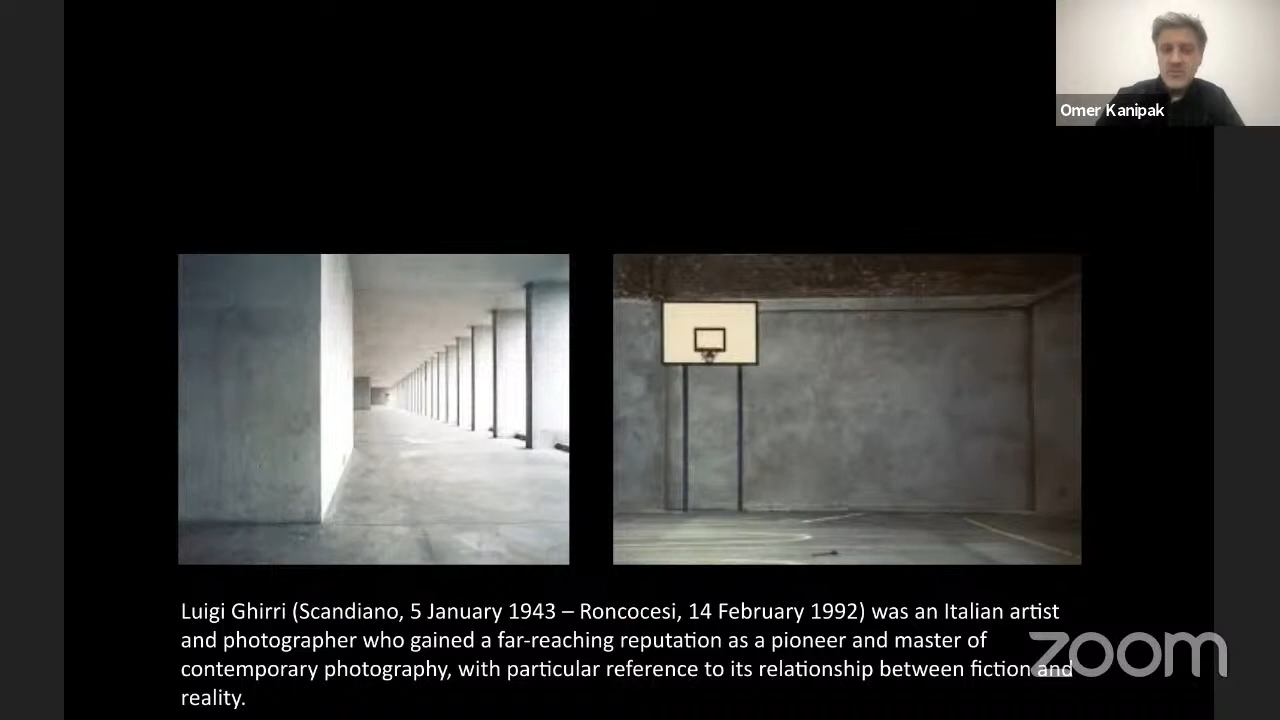 Omer Kanipak
Luigi Ghirri (Scandiano, 5 January 1943 – Roncocesi, 14 February 1992) was an Italian artist
and photographer who gained a far-reaching reputation as a pioneer and master of
contemporary photography, with particular reference to its relationship between fiction and
reality.
zoom